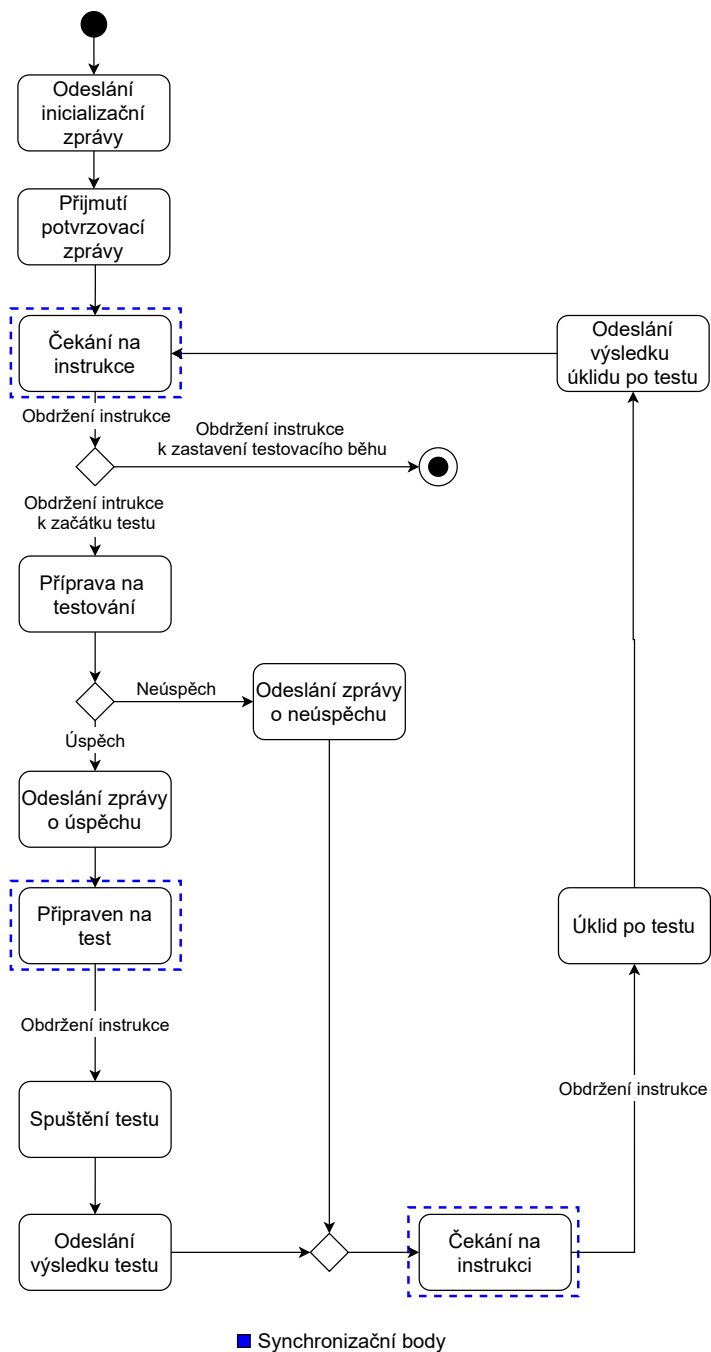 Odeslání
inicializační
zprávy
Přijmutí
potvrzovací
zprávy
Čekání na
instrukce
Odeslání
výsledku
úklidu po testu
Obdržení instrukce
Obdržení instrukce
k zastavení testovacího běhu
Obdržení intrukce
k začátku testu
Příprava na
testování
Neúspěch
Odeslání zprávy
o neúspěchu
Úspěch
Odeslání zprávy
o úspěchu
Připraven na
test
Úklid po testu
Obdržení instrukce
Obdržení instrukce
Spuštění testu
Odeslání
výsledku testu
Čekání na
instrukci
Synchronizační body